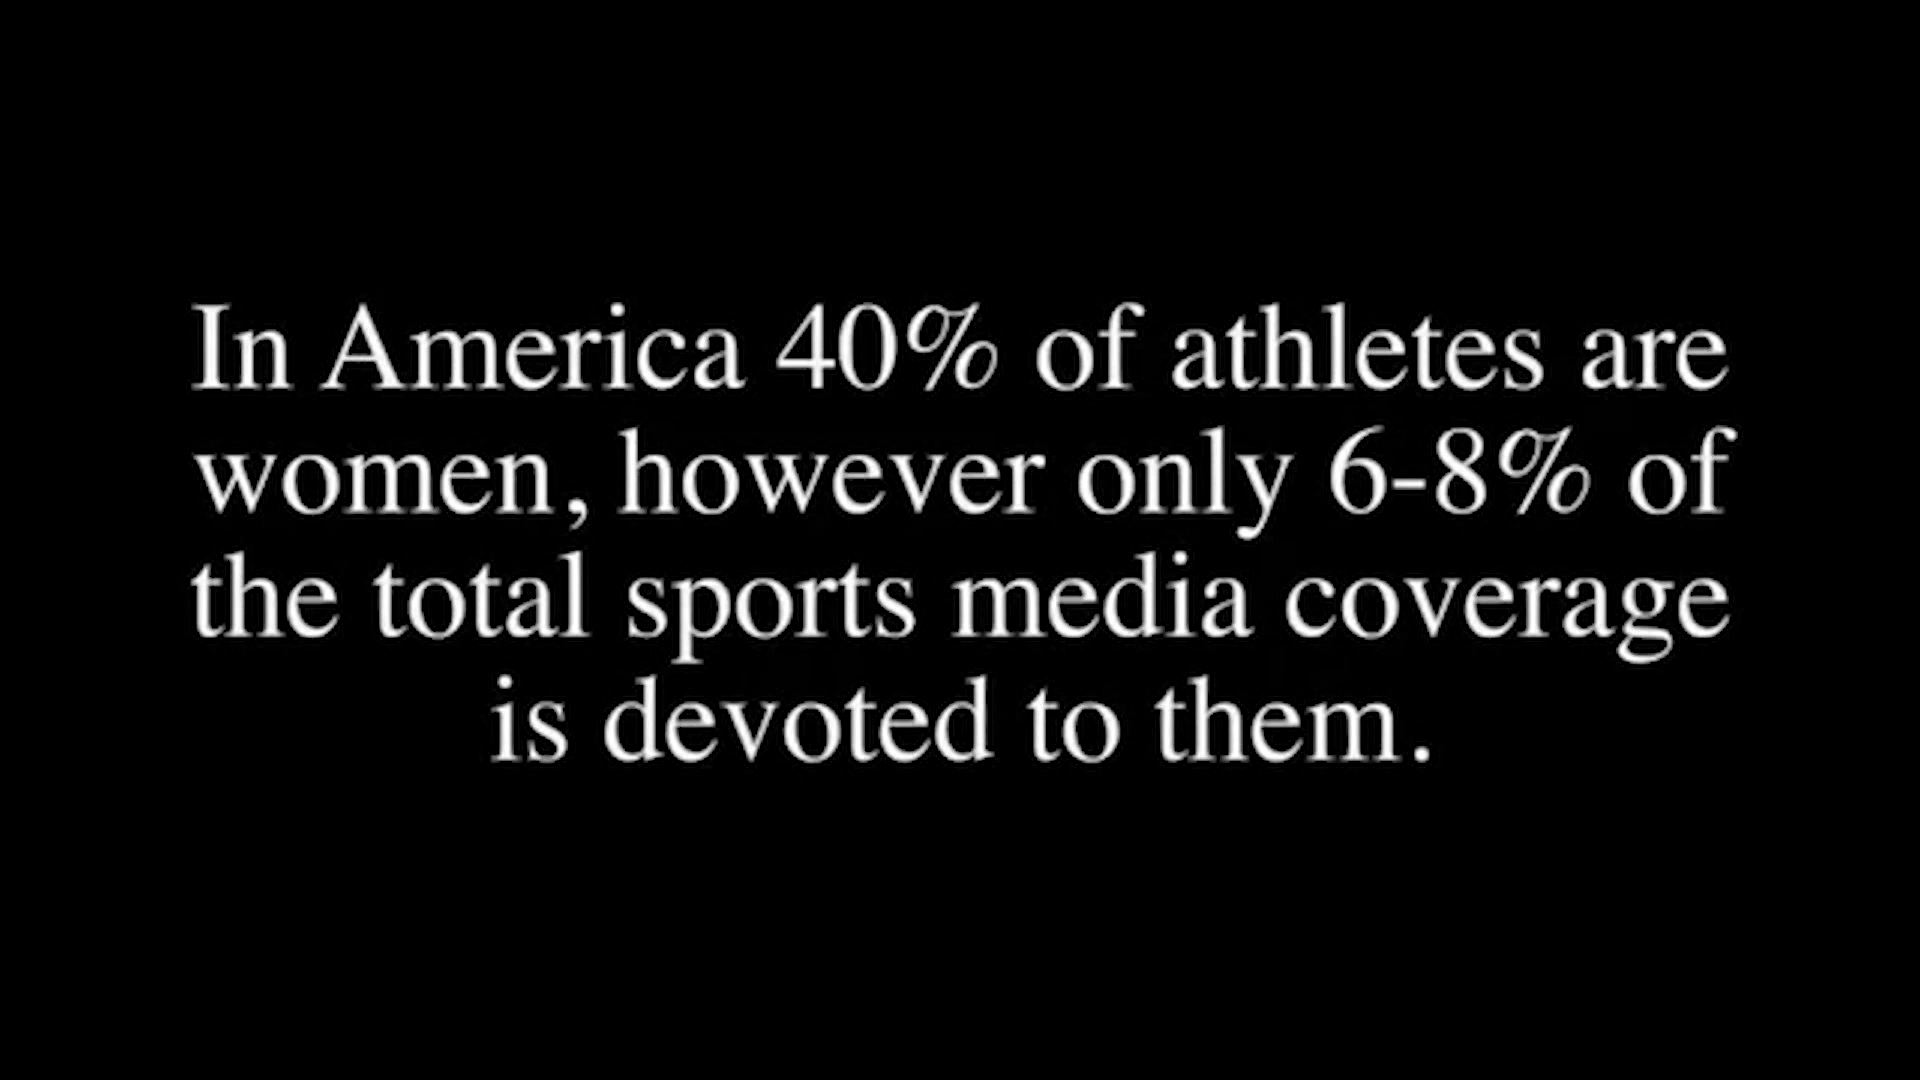 In America 40% of athletes are
women, however only 6-8% of
the total sports media coverage
is devoted to them.